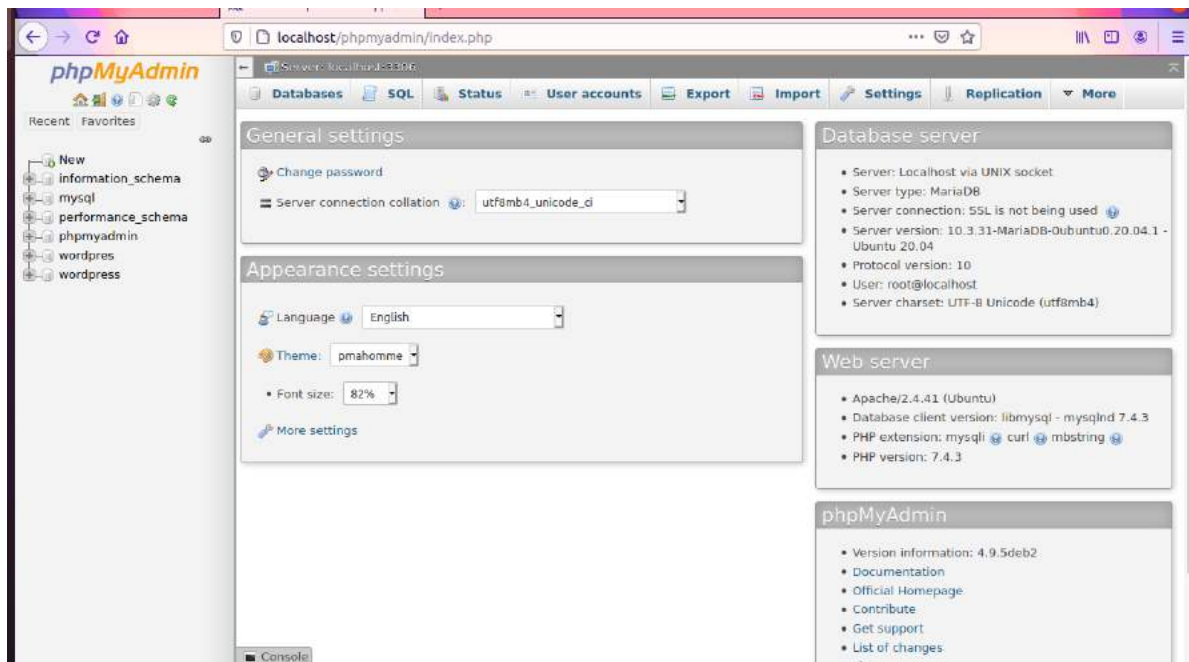 localhost/phpmyadmin/index.php
phpMyAdmin
Recent Favorites
New
information_schema
mysql
performance_schema
phpmyadmin
wordpres
wordpress
Server: localhost:3306
Databases SQL Status User accounts Export Import Settings Replication More
General settings
Change password
Server connection collation : utf8mb4_unicode_ci
Appearance settings
Language English
Theme: pmahomme
• Font size: 82%
More settings
Console
Database server
• Server: Localhost via UNIX socket
• Server type: MariaDB
• Server connection: SSL is not being used
• Server version: 10.3.31-MariaDB-0ubuntu0.20.04.1 -
Ubuntu 20.04
• Protocol version: 10
• User: root@localhost
• Server charset: UTF-8 Unicode (utf8mb4)
Web server
• Apache/2.4.41 (Ubuntu)
• Database client version: libmysql - mysqlnd 7.4.3
• PHP extension: mysqli curl mbstring
• PHP version: 7.4.3
phpMyAdmin
• Version information: 4.9.5deb2
• Documentation
• Official Homepage
• Contribute
• Get support
• List of changes